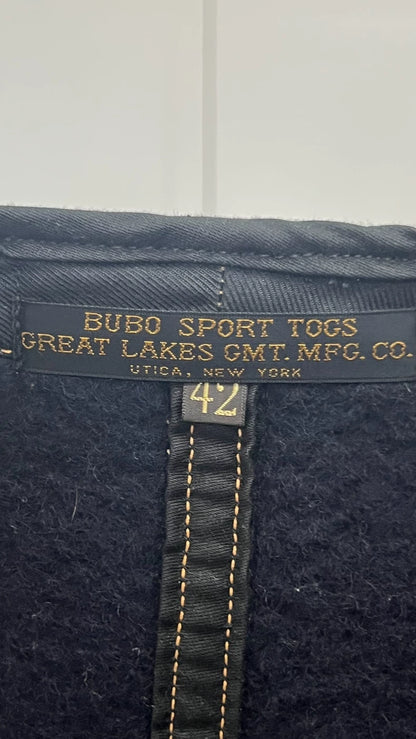 BUBO SPORT TOGS
GREAT LAKES GMT. MFG. CO.
UTICA, NEW YORK
42